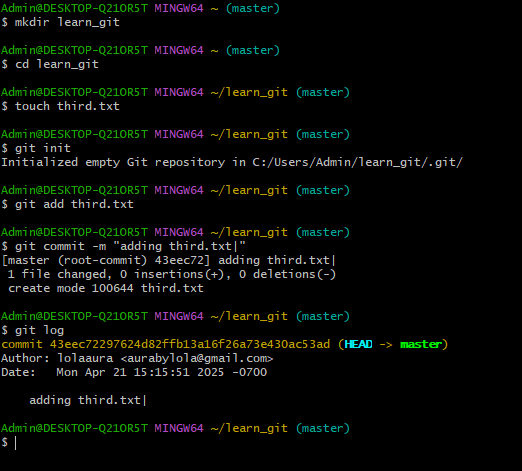 Admin@DESKTOP-Q21OR5T MINGW64 ~ (master)
$ mkdir learn_git
Admin@DESKTOP-Q21OR5T MINGW64 ~ (master)
$ cd learn_git
Admin@DESKTOP-Q21OR5T MINGW64 ~/learn_git (master)
$ touch third.txt
Admin@DESKTOP-Q21OR5T MINGW64 ~/learn_git (master)
$ git init
Initialized empty Git repository in C:/Users/Admin/learn_git/.git/
Admin@DESKTOP-Q21OR5T MINGW64 ~/learn_git (master)
$ git add third.txt
Admin@DESKTOP-Q21OR5T MINGW64 ~/learn_git (master)
$ git commit -m "adding third.txt|"
[master (root-commit) 43eec72] adding third.txt|
 1 file changed, 0 insertions(+), 0 deletions(-)
 create mode 100644 third.txt
Admin@DESKTOP-Q21OR5T MINGW64 ~/learn_git (master)
$ git log
commit 43eec72297624d82ffb13a16f26a73e430ac53ad (HEAD -> master)
Author: lolaaura <aurabylola@gmail.com>
Date:   Mon Apr 21 15:15:51 2025 -0700
    adding third.txt|
Admin@DESKTOP-Q21OR5T MINGW64 ~/learn_git (master)
$